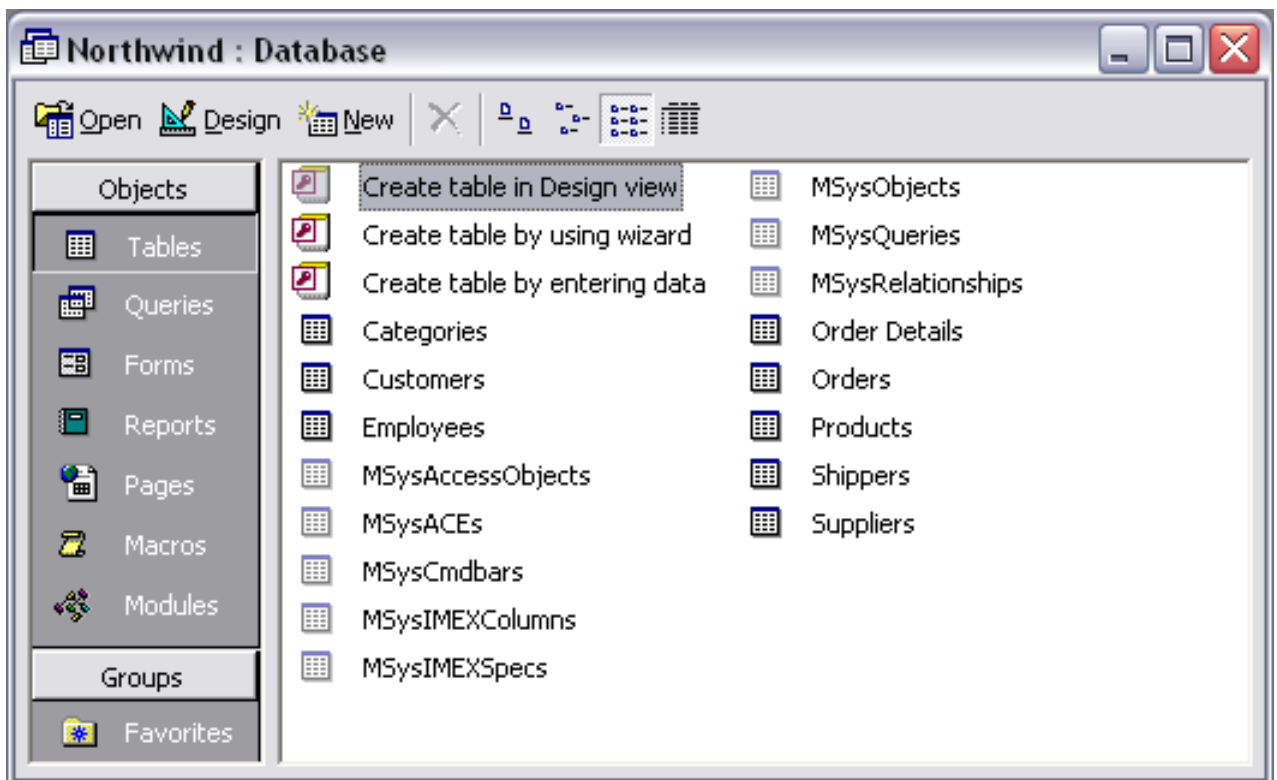 Northwind : Database
Open Design New
Objects
Tables
Queries
Forms
Reports
Pages
Macros
Modules
Groups
Favorites
Create table in Design view
Create table by using wizard
Create table by entering data
Categories
Customers
Employees
MSysAccessObjects
MSysACEs
MSysCmdbars
MSysIMEXColumns
MSysIMEXSpecs
MSysObjects
MSysQueries
MSysRelationships
Order Details
Orders
Products
Shippers
Suppliers